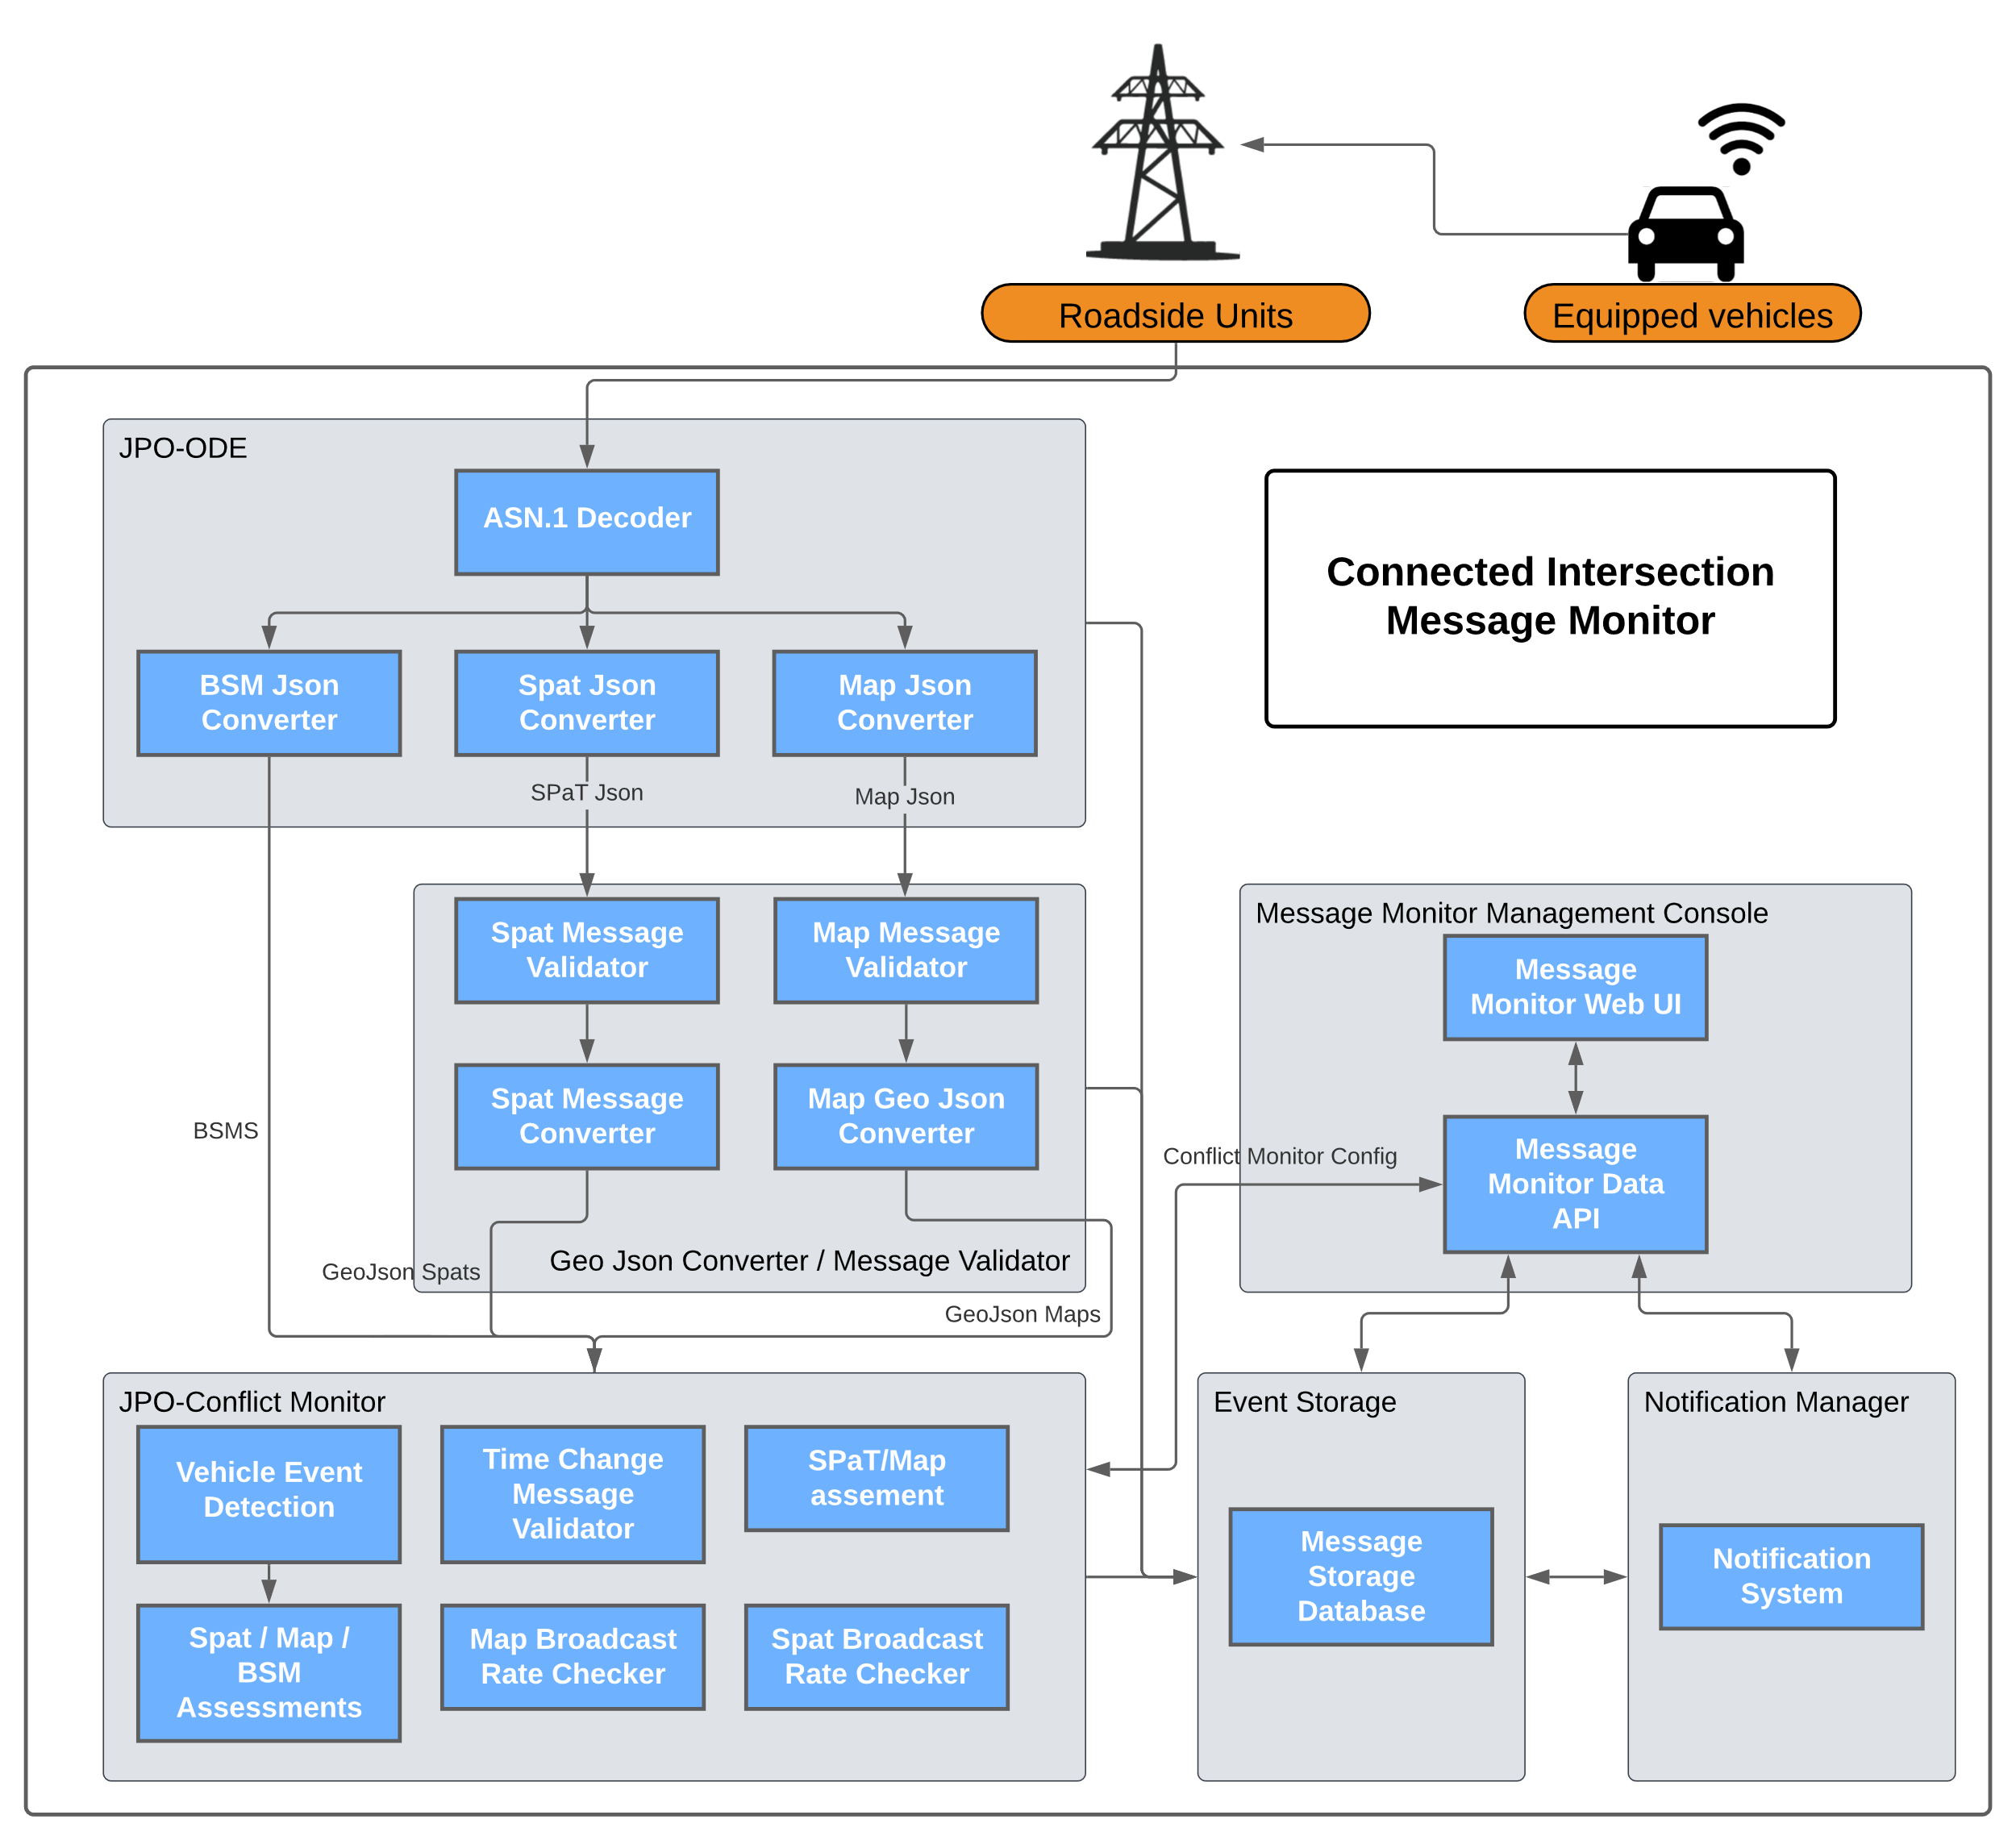 Roadside Units
Equipped vehicles
JPO-ODE
ASN.1 Decoder
Connected Intersection
Message Monitor
BSM Json
Converter
Spat Json
Converter
Map Json
Converter
SPaT Json
Map Json
Spat Message
Validator
Map Message
Validator
Message Monitor Management Console
Message
Monitor Web UI
Spat Message
Converter
Map Geo Json
Converter
BSMS
Conflict Monitor Config
Message
Monitor Data
API
GeoJson Spats
Geo Json Converter / Message Validator
GeoJson Maps
JPO-Conflict Monitor
Vehicle Event
Detection
Time Change
Message
Validator
SPaT/Map
assement
Spat / Map /
BSM
Assessments
Map Broadcast
Rate Checker
Spat Broadcast
Rate Checker
Event Storage
Message
Storage
Database
Notification Manager
Notification
System